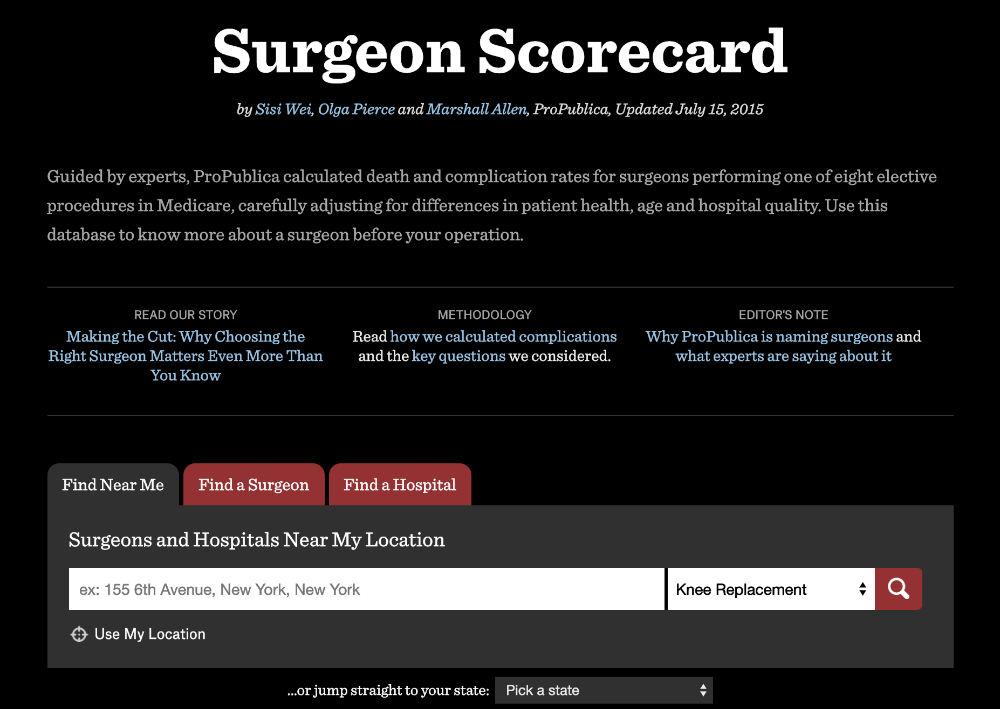 Surgeon Scorecard
by Sisi Wei, Olga Pierce and Marshall Allen, ProPublica, Updated July 15, 2015
Guided by experts, ProPublica calculated death and complication rates for surgeons performing one of eight elective
procedures in Medicare, carefully adjusting for differences in patient health, age and hospital quality. Use this
database to know more about a surgeon before your operation.
READ OUR STORY
Making the Cut: Why Choosing the
Right Surgeon Matters Even More Than
You Know
METHODOLOGY
Read how we calculated complications
and the key questions we considered.
EDITOR'S NOTE
Why ProPublica is naming surgeons and
what experts are saying about it
Find Near Me
Find a Surgeon
Find a Hospital
Surgeons and Hospitals Near My Location
ex: 155 6th Avenue, New York, New York
Knee Replacement
Use My Location
...or jump straight to your state:
Pick a state